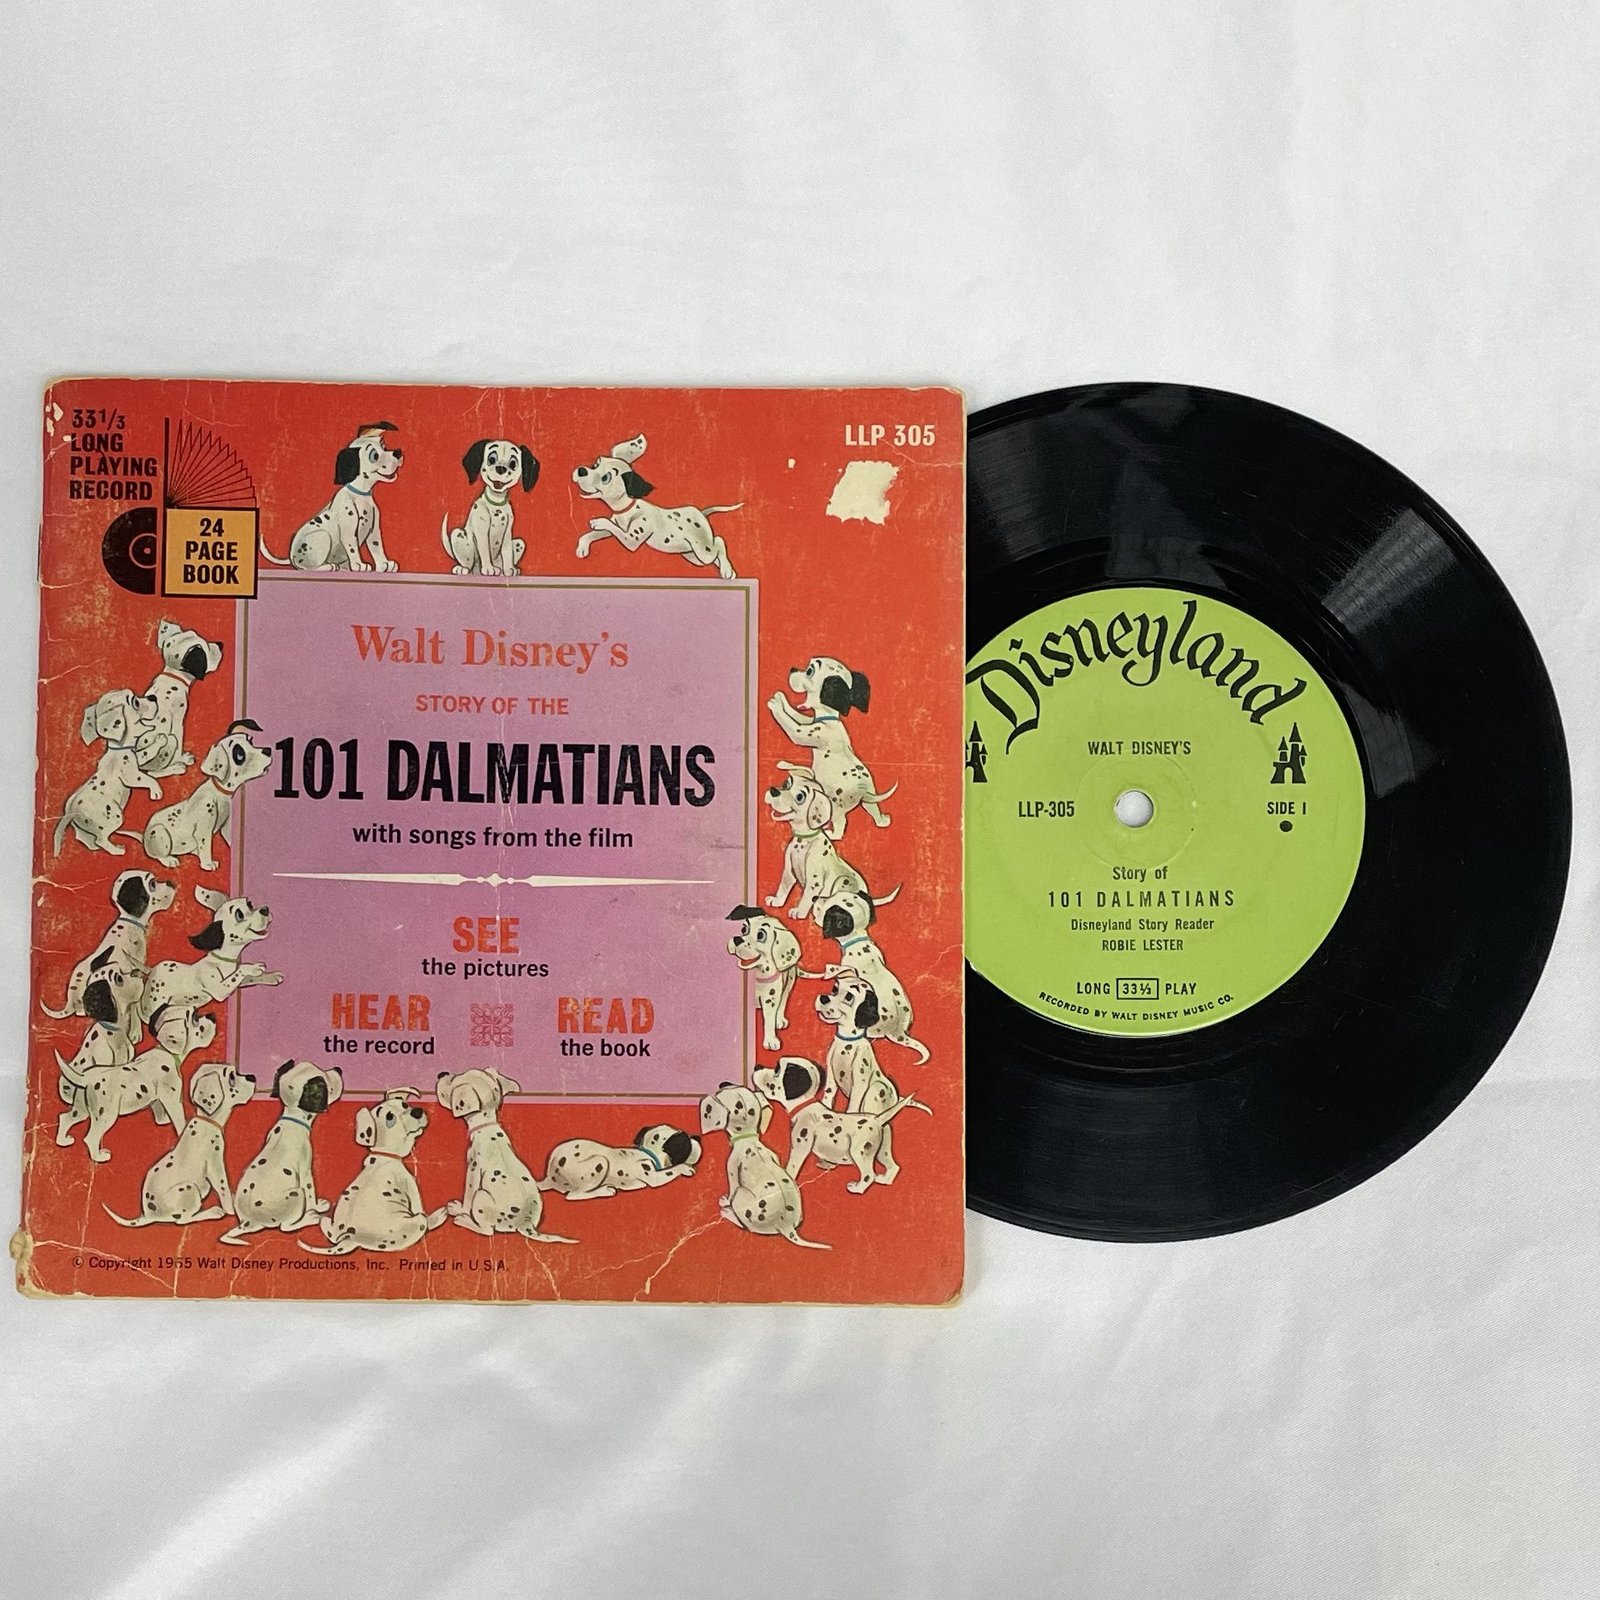 33 1/3
LONG
PLAYING
RECORD
24
PAGE
BOOK
LLP 305
Walt Disney's
STORY OF THE
101 DALMATIANS
with songs from the film
SEE
the pictures
HEAR
the record
READ
the book
© Copyright 1965 Walt Disney Productions, Inc. Printed in U.S.A.
Disneyland
WALT DISNEY'S
LLP-305
SIDE 1
Story of
101 DALMATIANS
Disneyland Story Reader
ROBIE LESTER
LONG 33⅓ PLAY
RECORDED BY WALT DISNEY MUSIC CO.